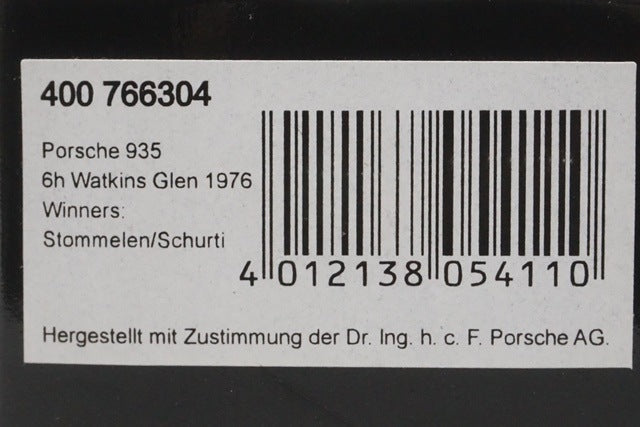 400 766304
Porsche 935
6h Watkins Glen 1976
Winners:
Stommelen/Schurti
4 012138 054110
Hergestellt mit Zustimmung der Dr. Ing. h. c. F. Porsche AG.